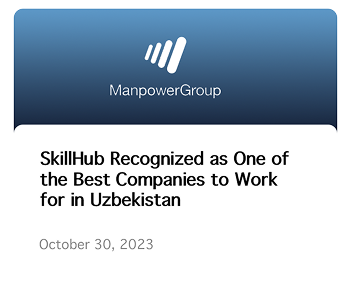 ManpowerGroup
SkillHub Recognized as One of
the Best Companies to Work
for in Uzbekistan
October 30, 2023